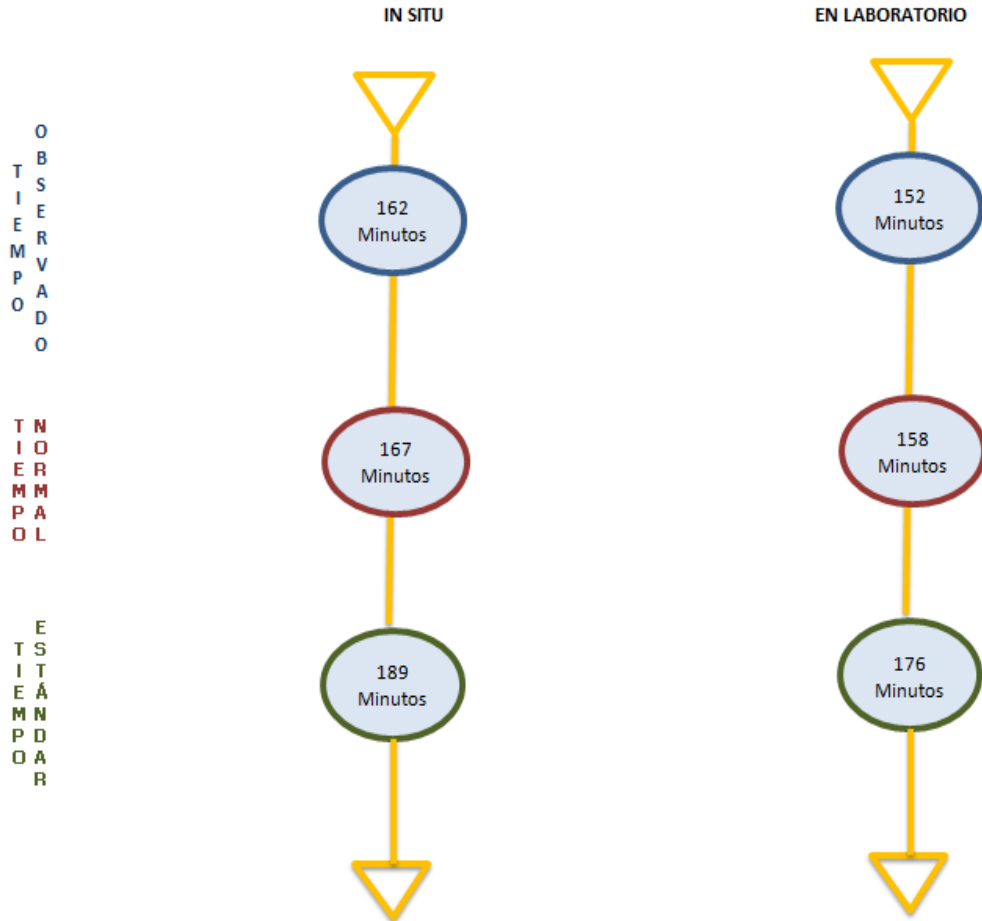 IN SITU
EN LABORATORIO
TIEMPO
OBSERVADO
162
Minutos
152
Minutos
TIEMPO
NORMAL
167
Minutos
158
Minutos
TIEMPO
ESTÁNDAR
189
Minutos
176
Minutos